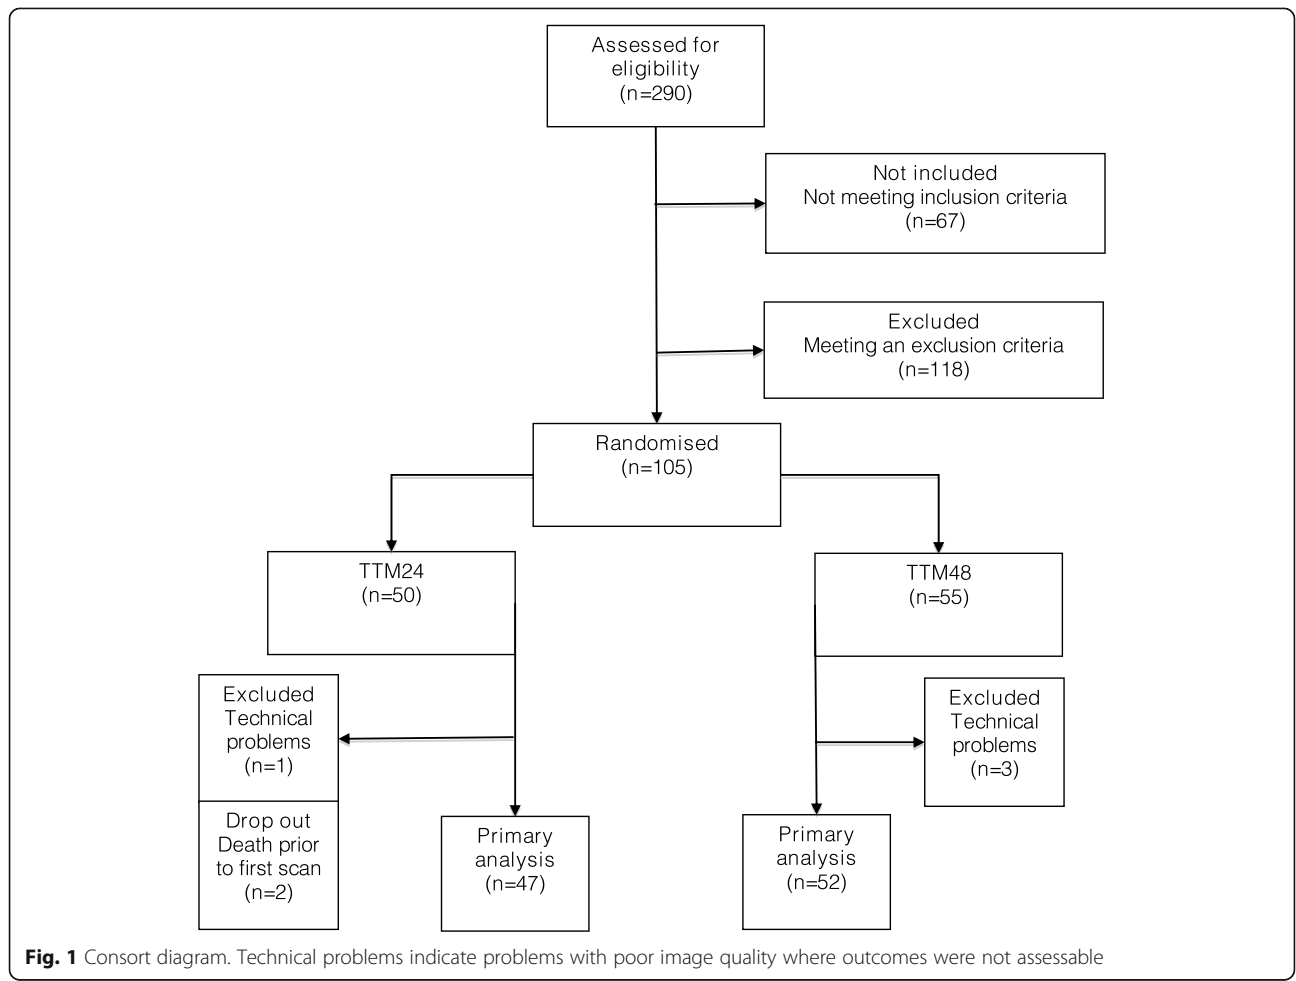 Assessed for
eligibility
(n=290)
Not included
Not meeting inclusion criteria
(n=67)
Excluded
Meeting an exclusion criteria
(n=118)
Randomised
(n=105)
TTM24
(n=50)
TTM48
(n=55)
Excluded
Technical
problems
(n=1)
Drop out
Death prior
to first scan
(n=2)
Primary
analysis
(n=47)
Primary
analysis
(n=52)
Excluded
Technical
problems
(n=3)
Fig. 1 Consort diagram. Technical problems indicate problems with poor image quality where outcomes were not assessable